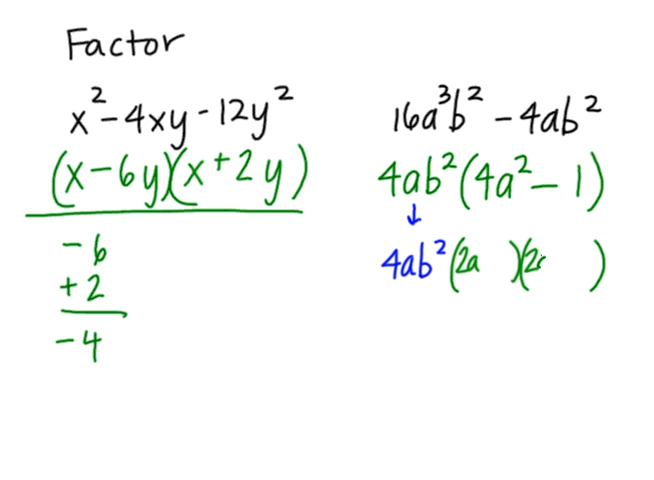 Factor
x² - 4xy - 12y²
(x - 6y)(x + 2y)
-6
+2
-4
16a³b² - 4ab²
4ab²(4a² - 1)
↓
4ab²(2a )(2 )